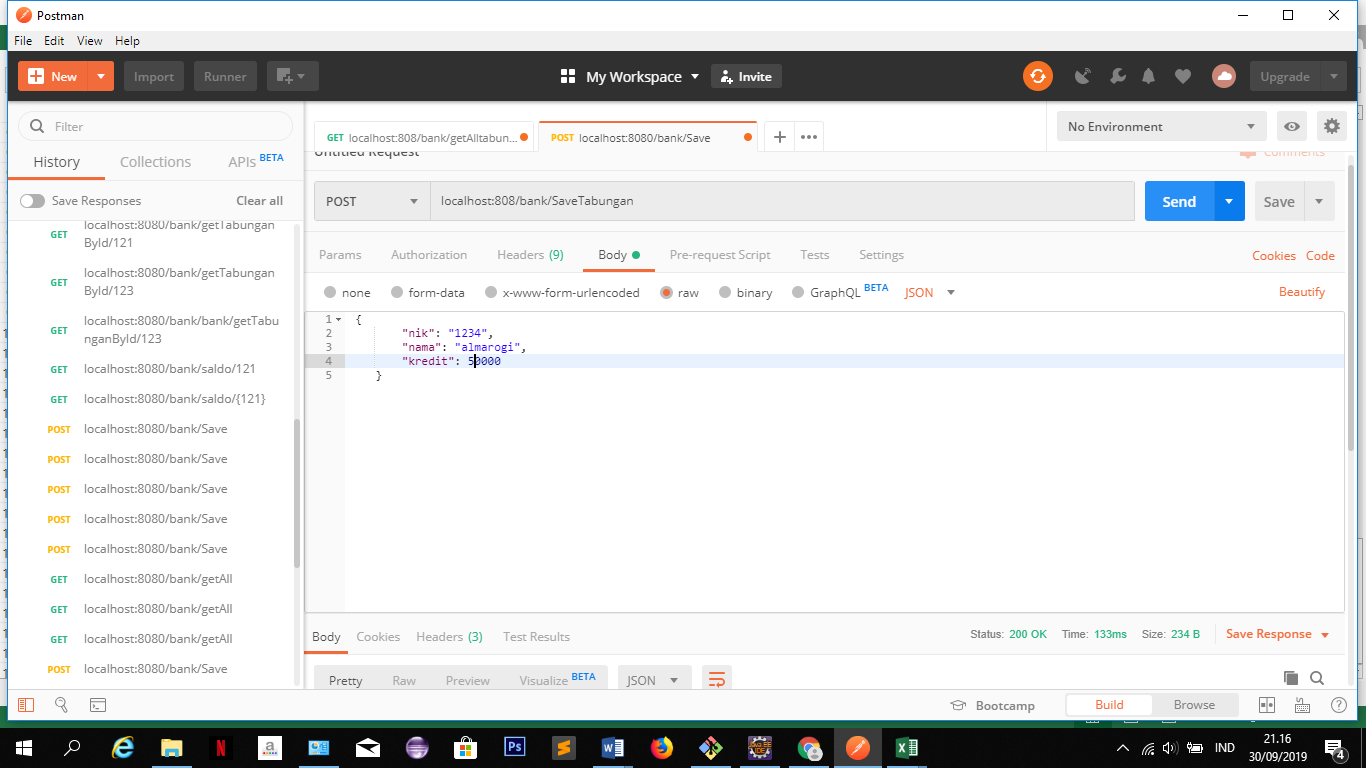 Postman
File Edit View Help
New Import Runner My Workspace Invite Upgrade
Filter
History Collections APIs BETA
Save Responses Clear all
GET localhost:8080/bank/getTabungan
ById/121
GET localhost:8080/bank/getTabungan
ById/123
GET localhost:8080/bank/bank/getTabu
nganById/123
GET localhost:8080/bank/saldo/121
GET localhost:8080/bank/saldo/{121}
POST localhost:8080/bank/Save
POST localhost:8080/bank/Save
POST localhost:8080/bank/Save
POST localhost:8080/bank/Save
POST localhost:8080/bank/Save
GET localhost:8080/bank/getAll
GET localhost:8080/bank/getAll
GET localhost:8080/bank/getAll
POST localhost:8080/bank/Save
GET localhost:808/bank/getAlltabun... POST localhost:8080/bank/Save No Environment
Untitled Request Comments
POST localhost:808/bank/SaveTabungan Send Save
Params Authorization Headers (9) Body Pre-request Script Tests Settings Cookies Code
none form-data x-www-form-urlencoded raw binary GraphQL BETA JSON Beautify
1 {
2 "nik": "1234",
3 "nama": "almarogi",
4 "kredit": 50000
5 }
Body Cookies Headers (3) Test Results Status: 200 OK Time: 133ms Size: 234 B Save Response
Pretty Raw Preview Visualize BETA JSON
Bootcamp Build Browse
IND 21.16
30/09/2019 4